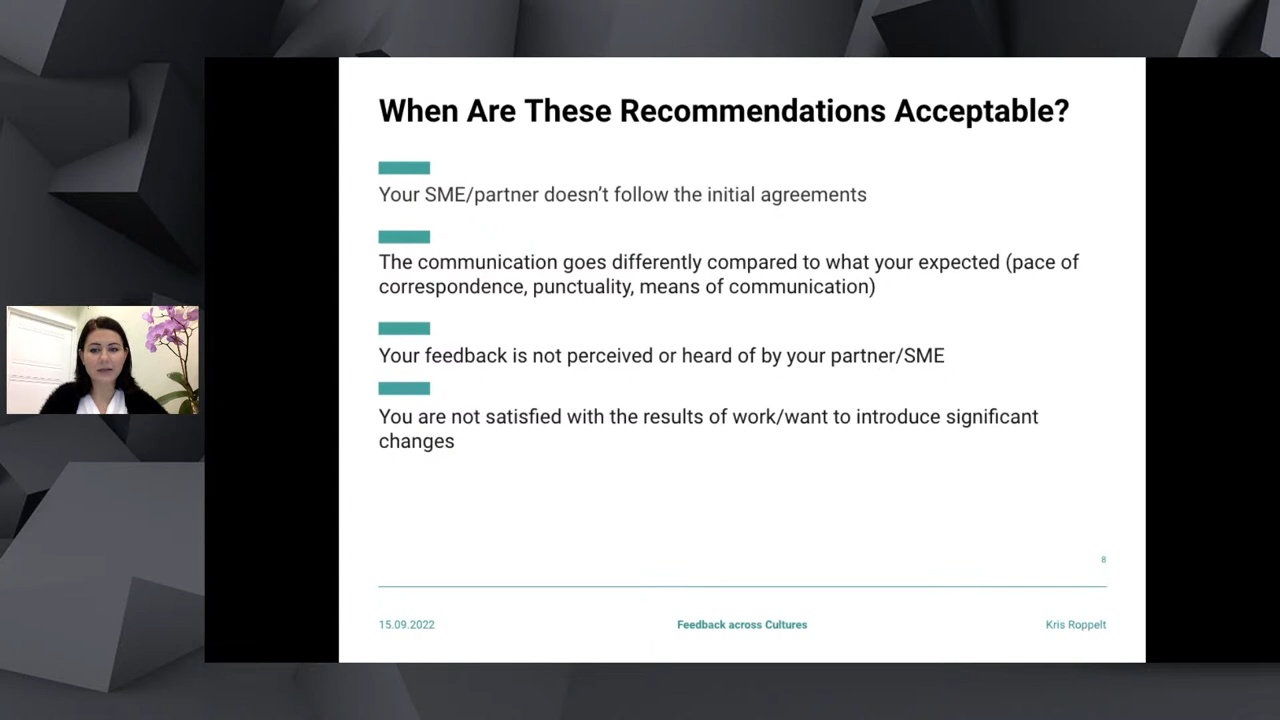 When Are These Recommendations Acceptable?
Your SME/partner doesn’t follow the initial agreements
The communication goes differently compared to what your expected (pace of
correspondence, punctuality, means of communication)
Your feedback is not perceived or heard of by your partner/SME
You are not satisfied with the results of work/want to introduce significant
changes
8
15.09.2022
Feedback across Cultures
Kris Roppelt